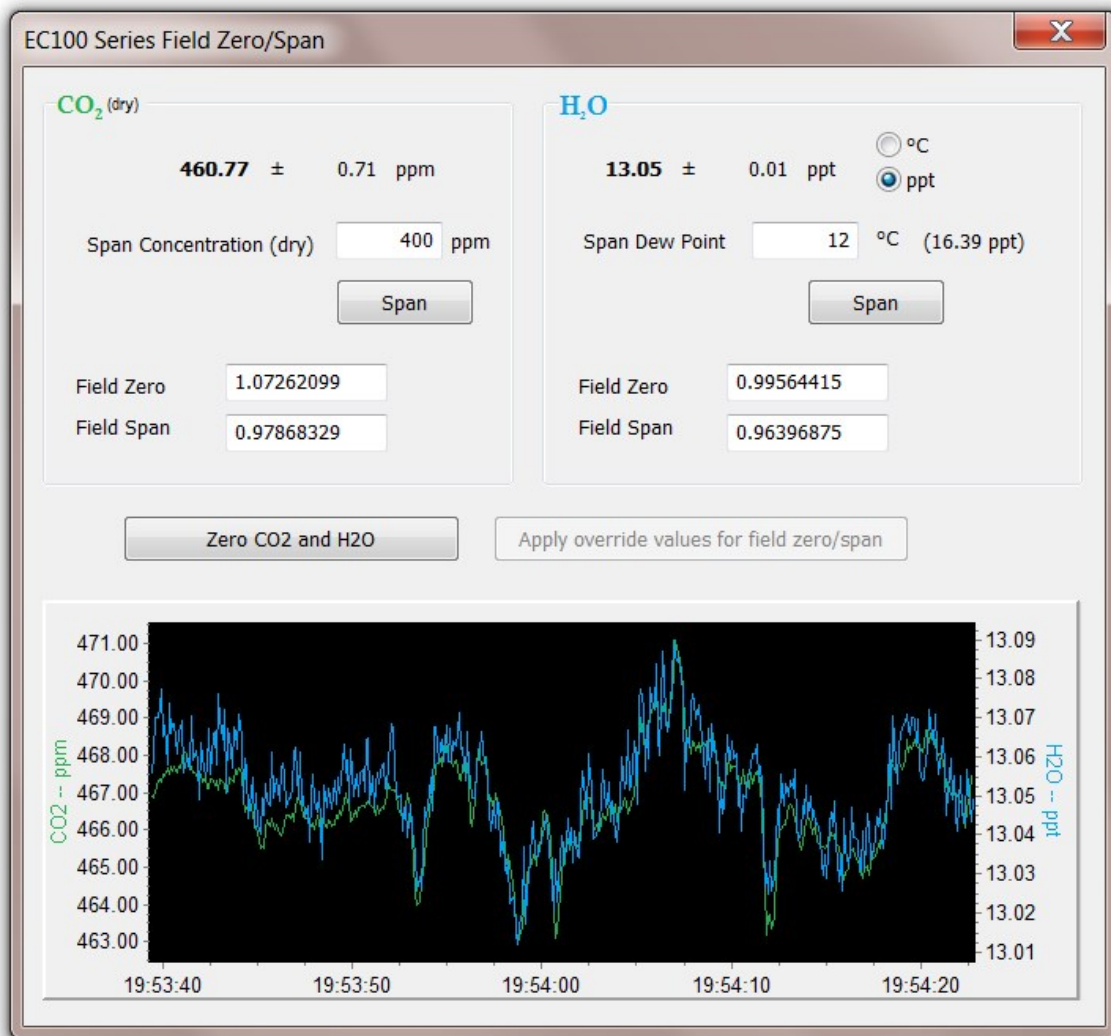 EC100 Series Field Zero/Span
X
CO₂ (dry)
460.77 ± 0.71 ppm
Span Concentration (dry) 400 ppm
Span
Field Zero 1.07262099
Field Span 0.97868329
H₂O
13.05 ± 0.01 ppt
°C
ppt
Span Dew Point 12 °C (16.39 ppt)
Span
Field Zero 0.99564415
Field Span 0.96396875
Zero CO2 and H2O
Apply override values for field zero/span
CO2 -- ppm
471.00
470.00
469.00
468.00
467.00
466.00
465.00
464.00
463.00
13.09
13.08
13.07
13.06
13.05
13.04
13.03
13.02
13.01
H2O -- ppt
19:53:40 19:53:50 19:54:00 19:54:10 19:54:20